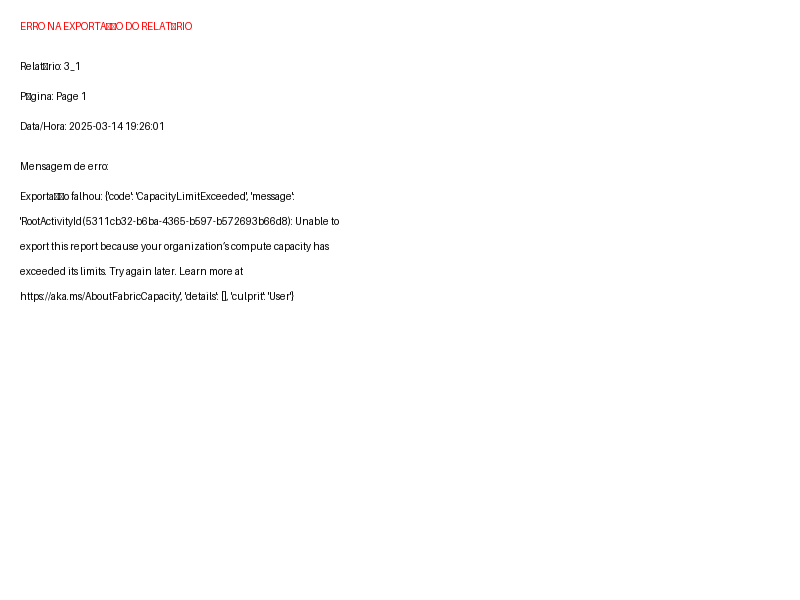 ERRO NA EXPORTA▯▯O DO RELAT▯RIO
Relat▯rio: 3_1
P▯gina: Page 1
Data/Hora: 2025-03-14 19:26:01
Mensagem de erro:
Exporta▯▯o falhou: {'code': 'CapacityLimitExceeded', 'message':
'RootActivityId(5311cb32-b6ba-4365-b597-b572693b66d8): Unable to
export this report because your organization’s compute capacity has
exceeded its limits. Try again later. Learn more at
https://aka.ms/AboutFabricCapacity', 'details': [], 'culprit': 'User'}